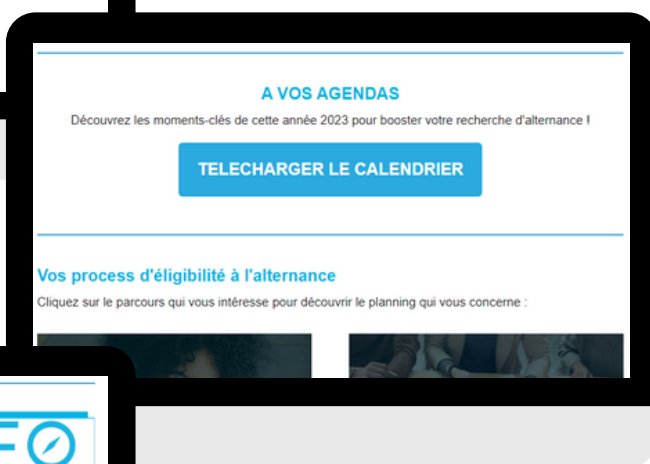 A VOS AGENDAS
Découvrez les moments-clés de cette année 2023 pour booster votre recherche d'alternance !
TELECHARGER LE CALENDRIER
Vos process d'éligibilité à l'alternance
Cliquez sur le parcours qui vous intéresse pour découvrir le planning qui vous concerne :